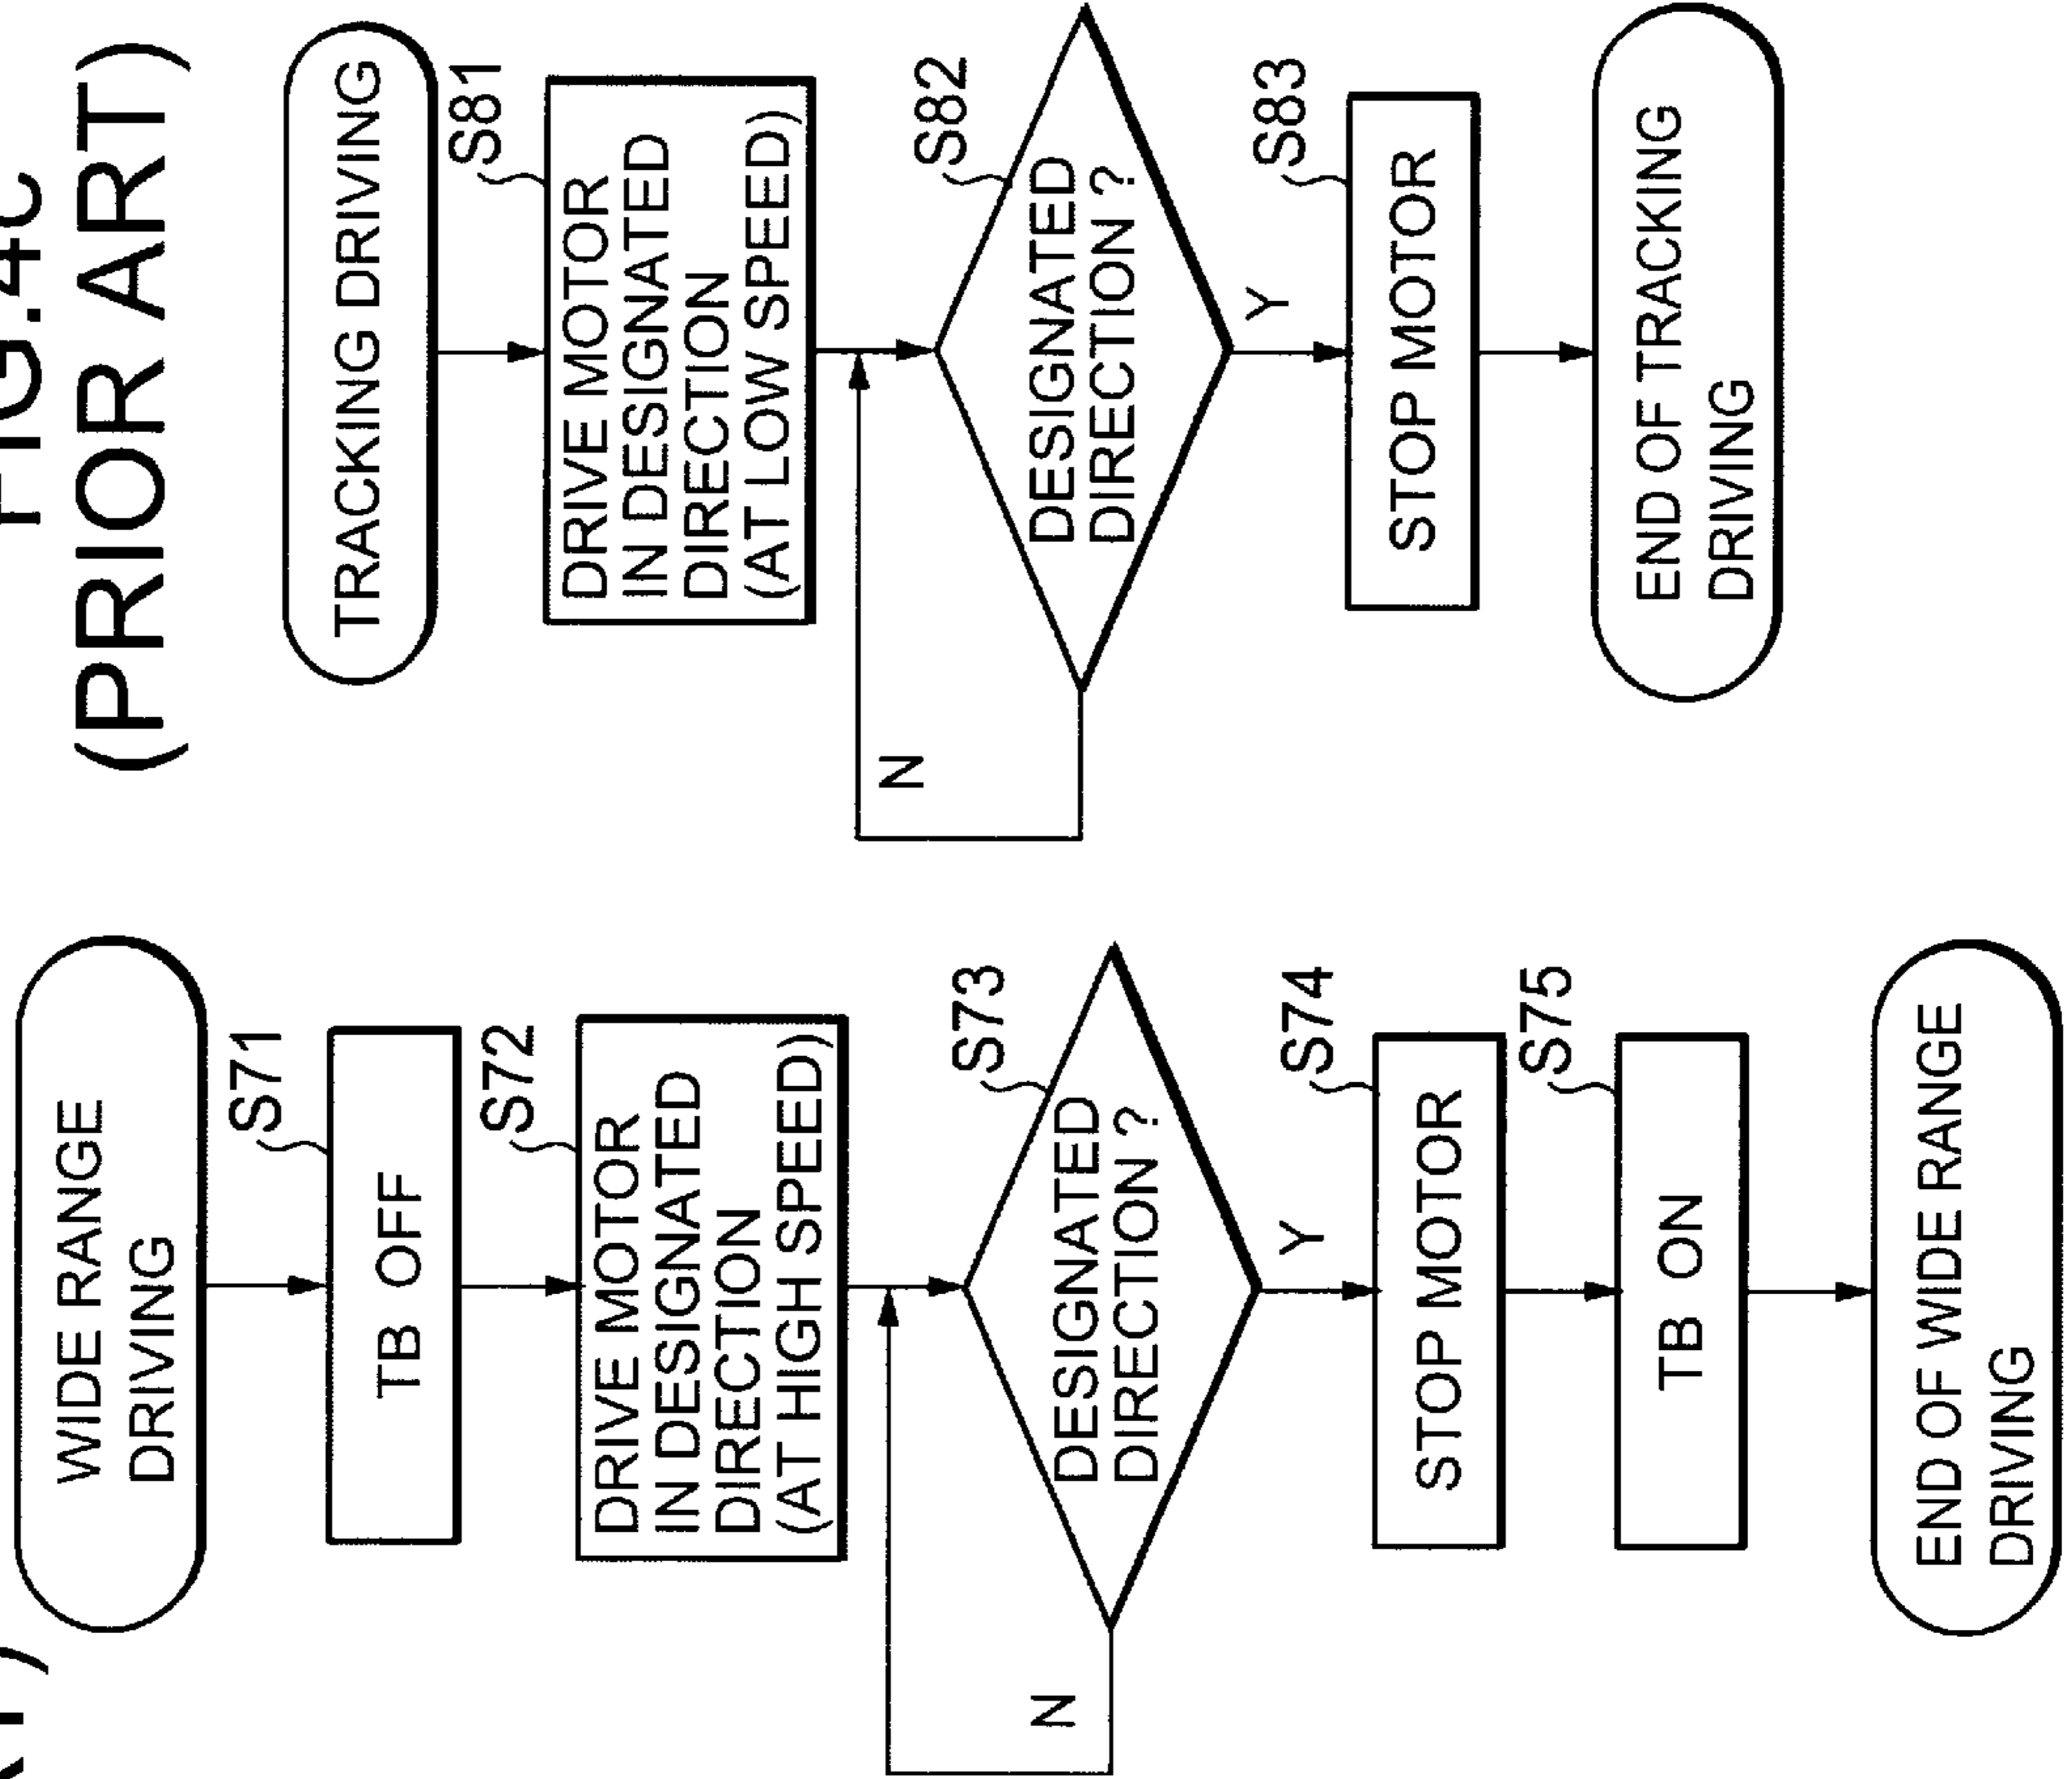 WIDE RANGE
DRIVING
S71
TB OFF
S72
DRIVE MOTOR
IN DESIGNATED
DIRECTION
(AT HIGH SPEED)
S73
DESIGNATED
DIRECTION ?
N
Y
S74
STOP MOTOR
S75
TB ON
END OF WIDE RANGE
DRIVING
(PRIOR ART)
TRACKING DRIVING
S81
DRIVE MOTOR
IN DESIGNATED
DIRECTION
(AT LOW SPEED)
S82
DESIGNATED
DIRECTION ?
N
Y
S83
STOP MOTOR
END OF TRACKING
DRIVING